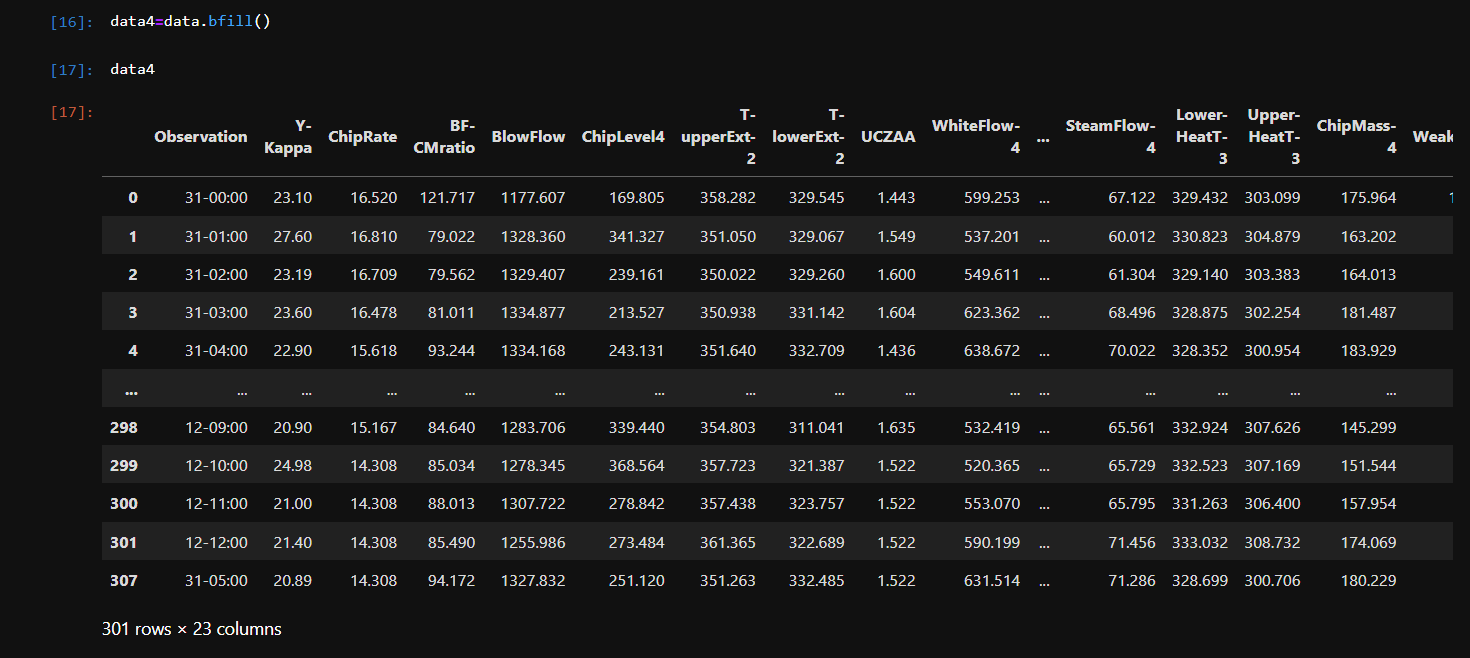 [16]: data4=data.bfill()
[17]: data4
[17]:
Observation Y-Kappa ChipRate BF-CMratio BlowFlow ChipLevel4 T-upperExt-2 T-lowerExt-2 UCZAA WhiteFlow-4 ... SteamFlow-4 Lower-HeatT-3 Upper-HeatT-3 ChipMass-4 Weak
0 31-00:00 23.10 16.520 121.717 1177.607 169.805 358.282 329.545 1.443 599.253 ... 67.122 329.432 303.099 175.964 1
1 31-01:00 27.60 16.810 79.022 1328.360 341.327 351.050 329.067 1.549 537.201 ... 60.012 330.823 304.879 163.202
2 31-02:00 23.19 16.709 79.562 1329.407 239.161 350.022 329.260 1.600 549.611 ... 61.304 329.140 303.383 164.013
3 31-03:00 23.60 16.478 81.011 1334.877 213.527 350.938 331.142 1.604 623.362 ... 68.496 328.875 302.254 181.487
4 31-04:00 22.90 15.618 93.244 1334.168 243.131 351.640 332.709 1.436 638.672 ... 70.022 328.352 300.954 183.929
... ... ... ... ... ... ... ... ... ... ... ... ... ... ... ...
298 12-09:00 20.90 15.167 84.640 1283.706 339.440 354.803 311.041 1.635 532.419 ... 65.561 332.924 307.626 145.299
299 12-10:00 24.98 14.308 85.034 1278.345 368.564 357.723 321.387 1.522 520.365 ... 65.729 332.523 307.169 151.544
300 12-11:00 21.00 14.308 88.013 1307.722 278.842 357.438 323.757 1.522 553.070 ... 65.795 331.263 306.400 157.954
301 12-12:00 21.40 14.308 85.490 1255.986 273.484 361.365 322.689 1.522 590.199 ... 71.456 333.032 308.732 174.069
307 31-05:00 20.89 14.308 94.172 1327.832 251.120 351.263 332.485 1.522 631.514 ... 71.286 328.699 300.706 180.229
301 rows × 23 columns